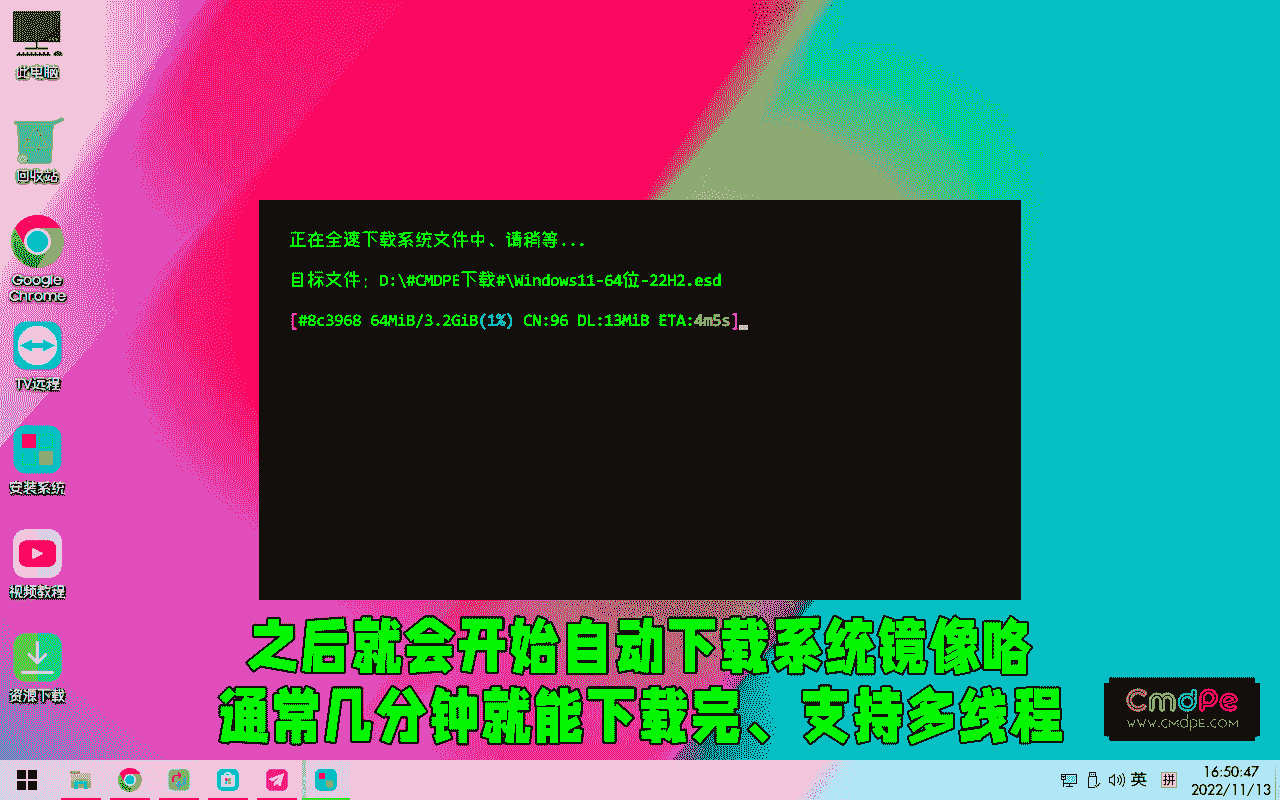 此电脑
回收站
Google
Chrome
TV远程
安装系统
视频教程
资源下载
正在全速下载系统文件中、请稍等...
目标文件: D:\#CMDPE下载#\Windows11-64位-22H2.esd
[#8c3968 64MiB/3.2GiB(1%) CN:96 DL:13MiB ETA:4m5s]
之后就会开始自动下载系统镜像咯
通常几分钟就能下载完、支持多线程
CmdPe
WWW.CMDPE.COM
英
拼
16:50:47
2022/11/13